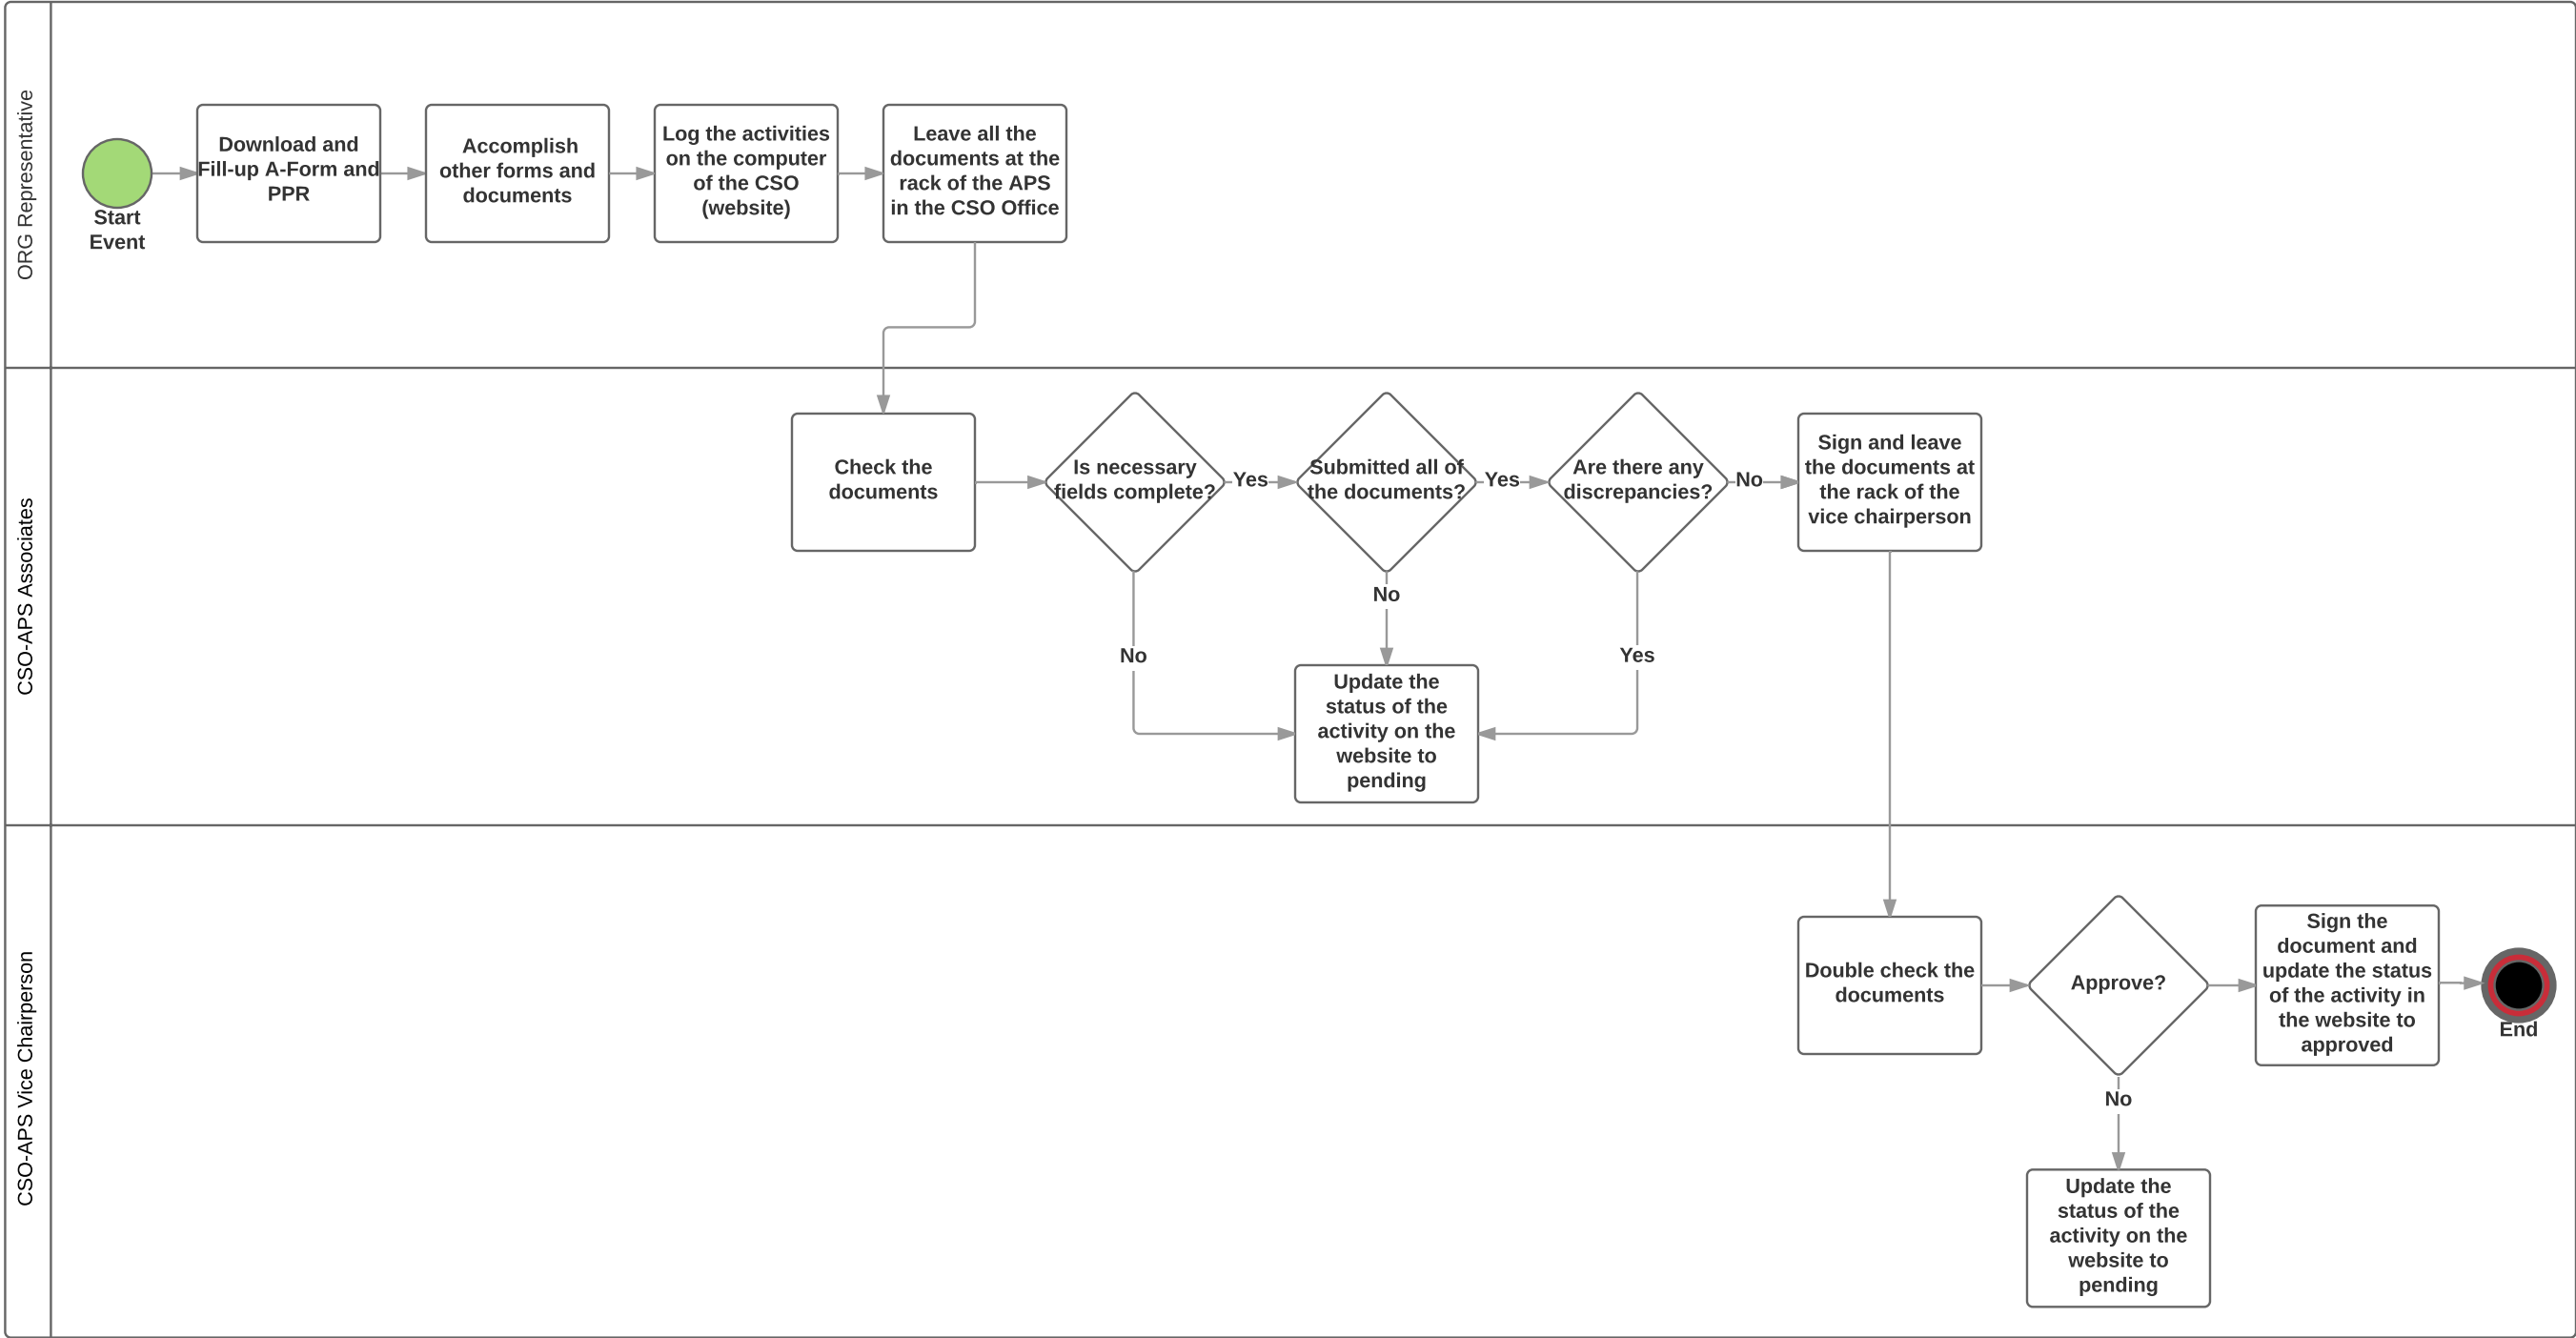 ORG Representative
Start
Event
Download and
Fill-up A-Form and
PPR
Accomplish
other forms and
documents
Log the activities
on the computer
of the CSO
(website)
Leave all the
documents at the
rack of the APS
in the CSO Office
CSO-APS Associates
Check the
documents
Is necessary
fields complete?
Yes
No
Submitted all of
the documents?
Yes
No
Are there any
discrepancies?
No
Yes
Sign and leave
the documents at
the rack of the
vice chairperson
Update the
status of the
activity on the
website to
pending
CSO-APS Vice Chairperson
Double check the
documents
Approve?
No
Sign the
document and
update the status
of the activity in
the website to
approved
End
Update the
status of the
activity on the
website to
pending